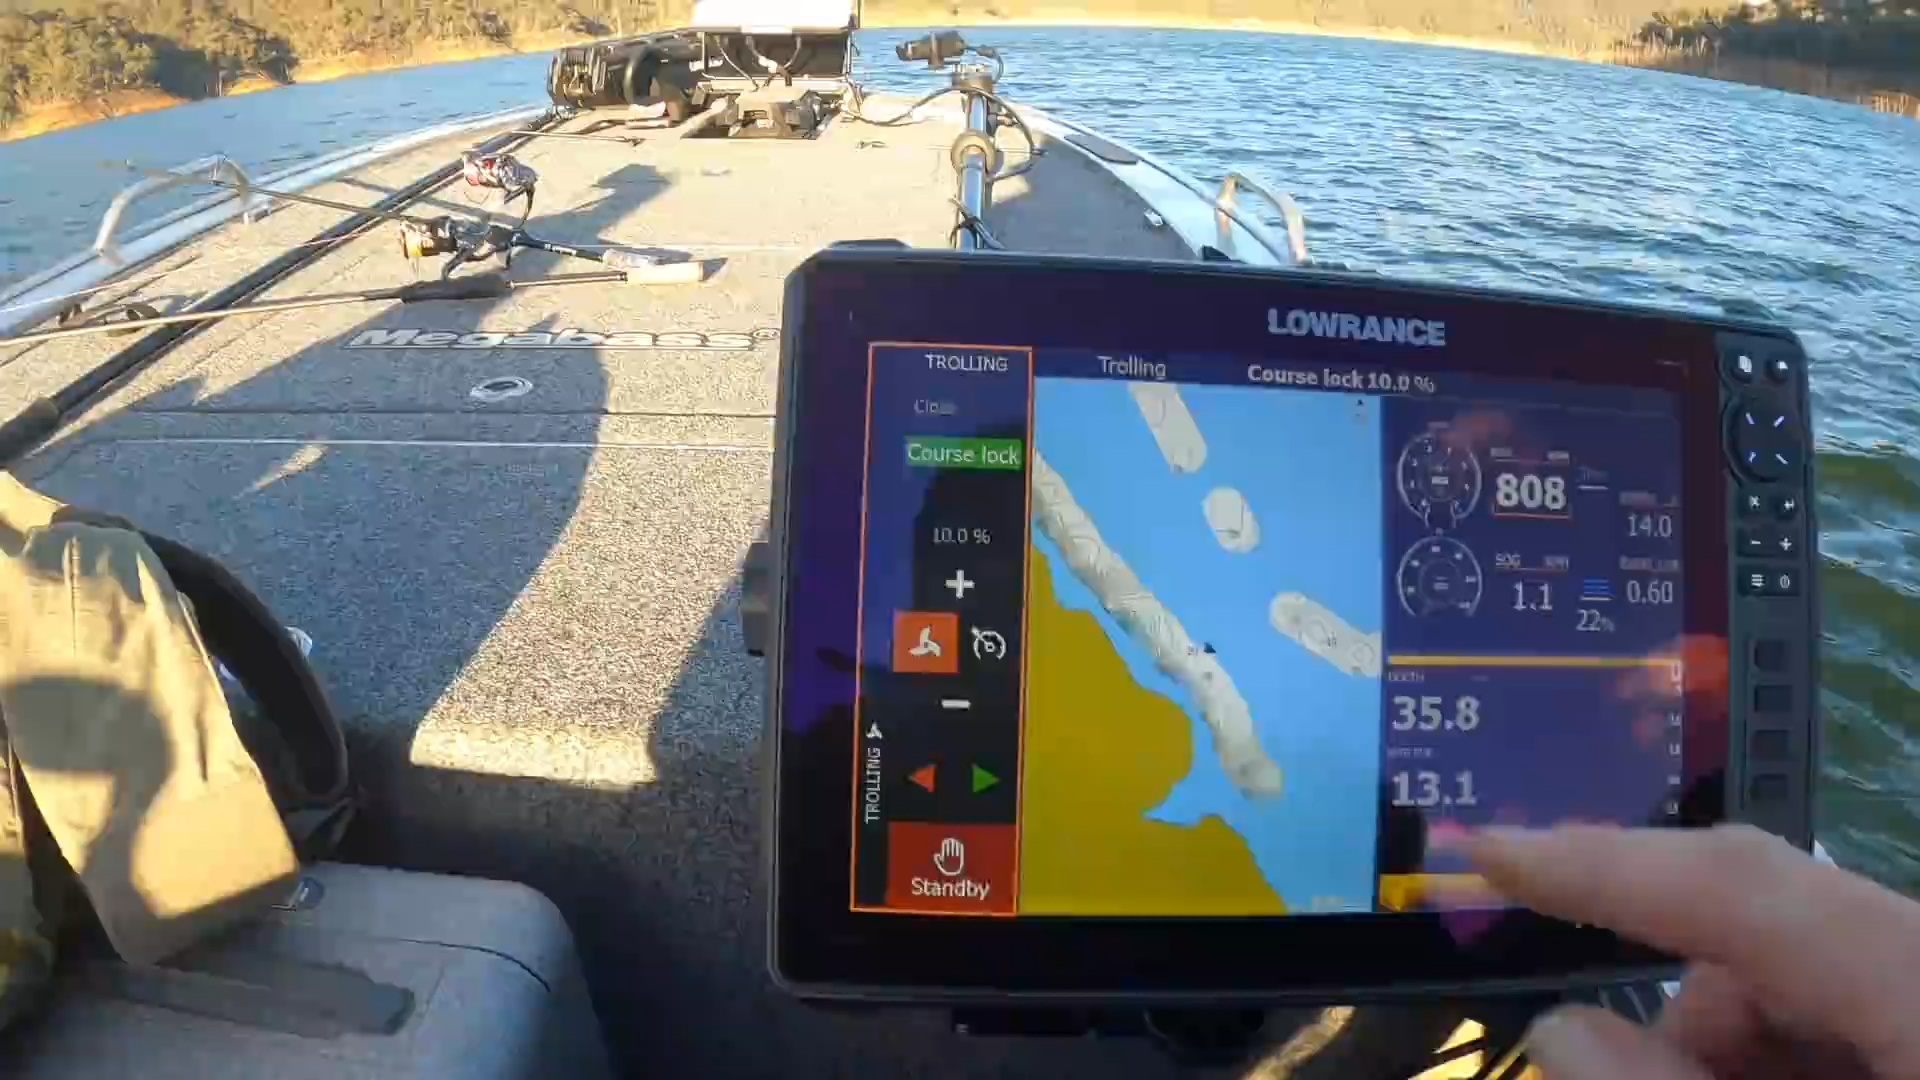 Megabass
LOWRANCE
TROLLING
Trolling
Course lock 10.0 %
Close
Course lock
10.0 %
808
14.0
SOG
1.1
0.60
22%
TROLLING
DEPTH
35.8
13.1
Standby